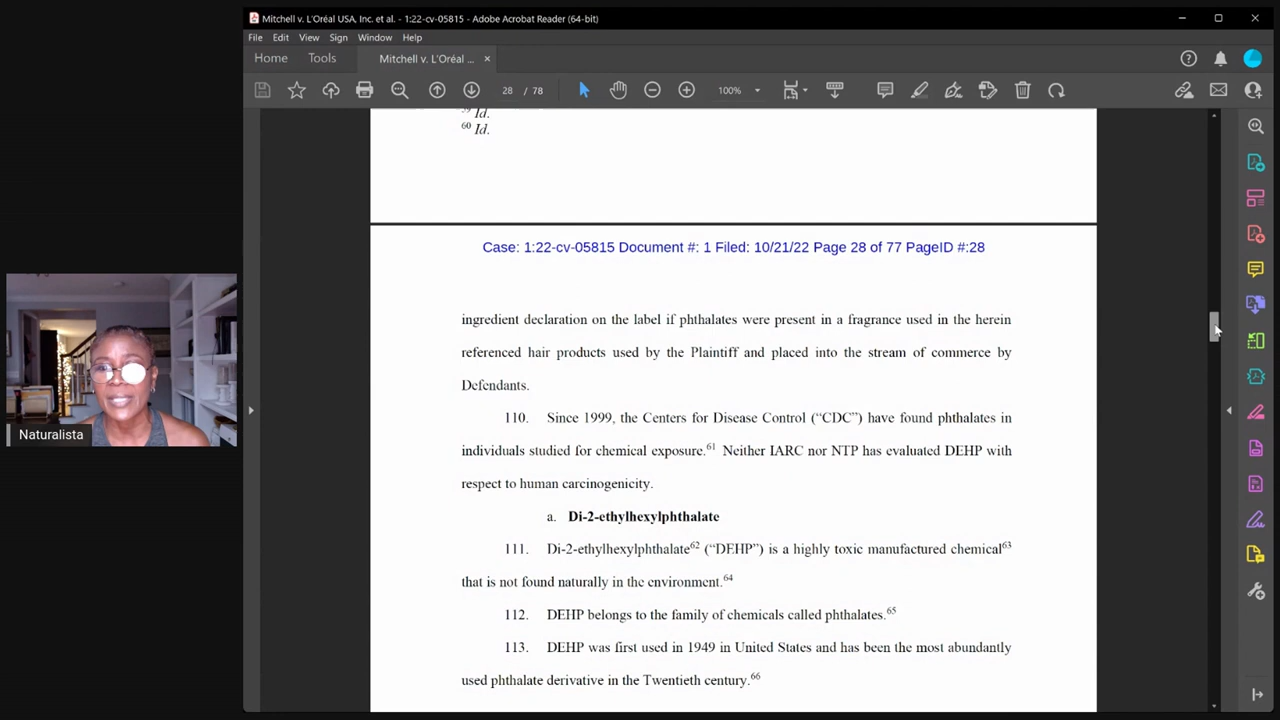 Mitchell v. L'Oréal USA, Inc. et al. - 1:22-cv-05815 - Adobe Acrobat Reader (64-bit)
File Edit View Sign Window Help
Home Tools Mitchell v. L'Oréal ... ×
28 / 78 100%
59 Id.
60 Id.
Case: 1:22-cv-05815 Document #: 1 Filed: 10/21/22 Page 28 of 77 PageID #:28
ingredient declaration on the label if phthalates were present in a fragrance used in the herein
referenced hair products used by the Plaintiff and placed into the stream of commerce by
Defendants.
110. Since 1999, the Centers for Disease Control (“CDC”) have found phthalates in
individuals studied for chemical exposure.61 Neither IARC nor NTP has evaluated DEHP with
respect to human carcinogenicity.
a. Di-2-ethylhexylphthalate
111. Di-2-ethylhexylphthalate62 (“DEHP”) is a highly toxic manufactured chemical63
that is not found naturally in the environment.64
112. DEHP belongs to the family of chemicals called phthalates.65
113. DEHP was first used in 1949 in United States and has been the most abundantly
used phthalate derivative in the Twentieth century.66
Naturalista